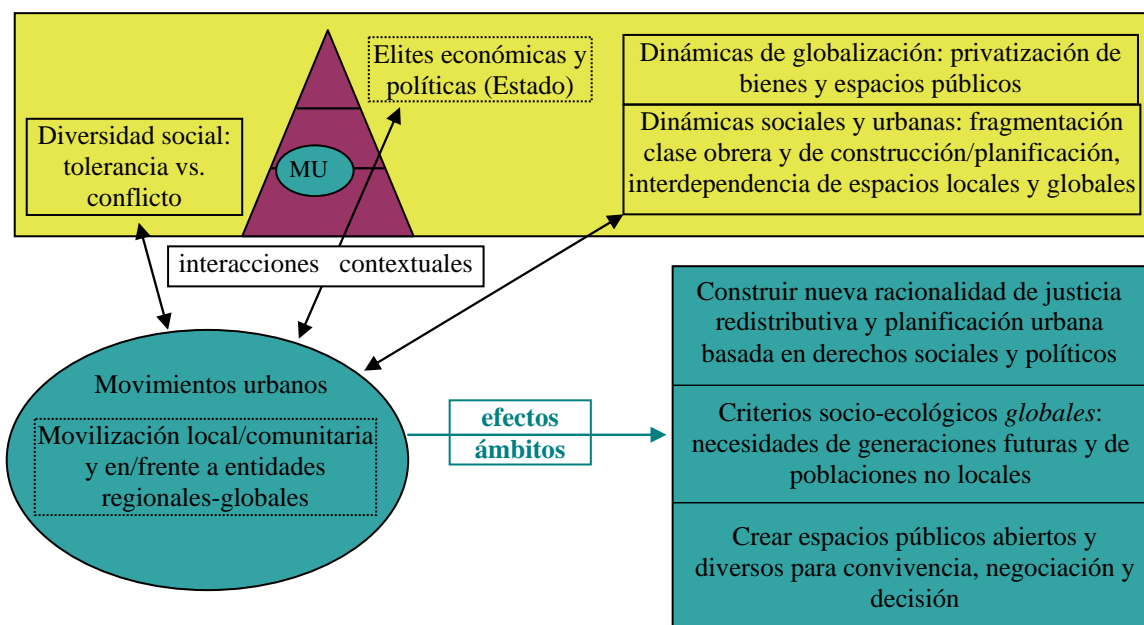 Elites económicas y
políticas (Estado)
Dinámicas de globalización: privatización de
bienes y espacios públicos
Diversidad social:
tolerancia vs.
conflicto
MU
Dinámicas sociales y urbanas: fragmentación
clase obrera y de construcción/planificación,
interdependencia de espacios locales y globales
interacciones contextuales
Movimientos urbanos
Movilización local/comunitaria
y en/frente a entidades
regionales-globales
efectos
ámbitos
Construir nueva racionalidad de justicia
redistributiva y planificación urbana
basada en derechos sociales y políticos
Criterios socio-ecológicos globales:
necesidades de generaciones futuras y de
poblaciones no locales
Crear espacios públicos abiertos y
diversos para convivencia, negociación y
decisión